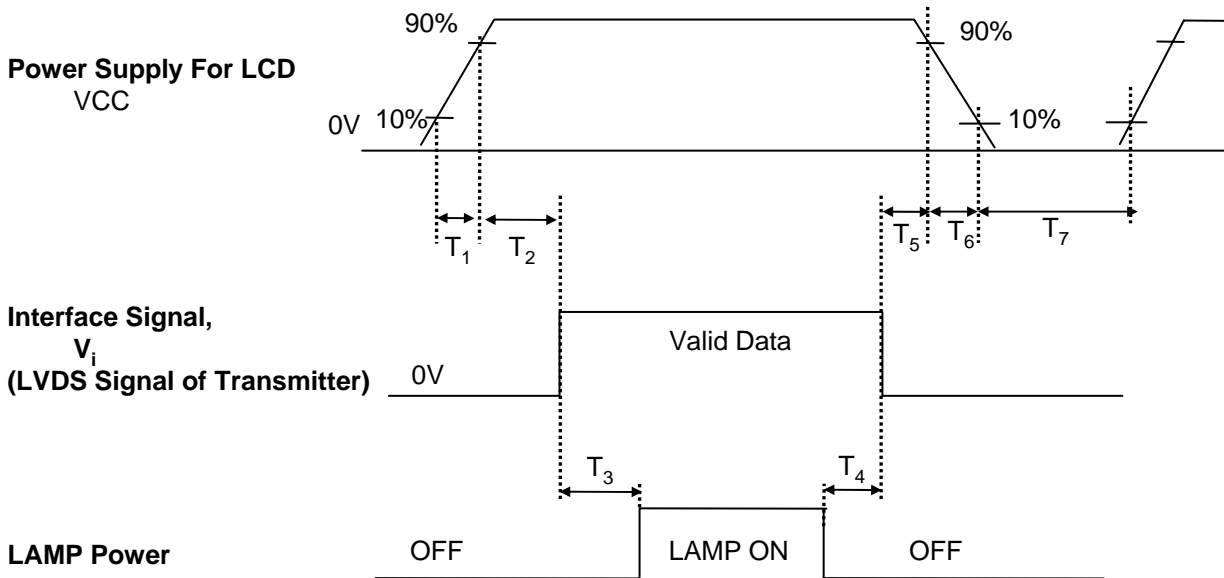 90%
90%
Power Supply For LCD
VCC
0V
10%
10%
T1
T2
T5
T6
T7
Interface Signal,
Vi
(LVDS Signal of Transmitter)
0V
Valid Data
T3
T4
LAMP Power
OFF
LAMP ON
OFF